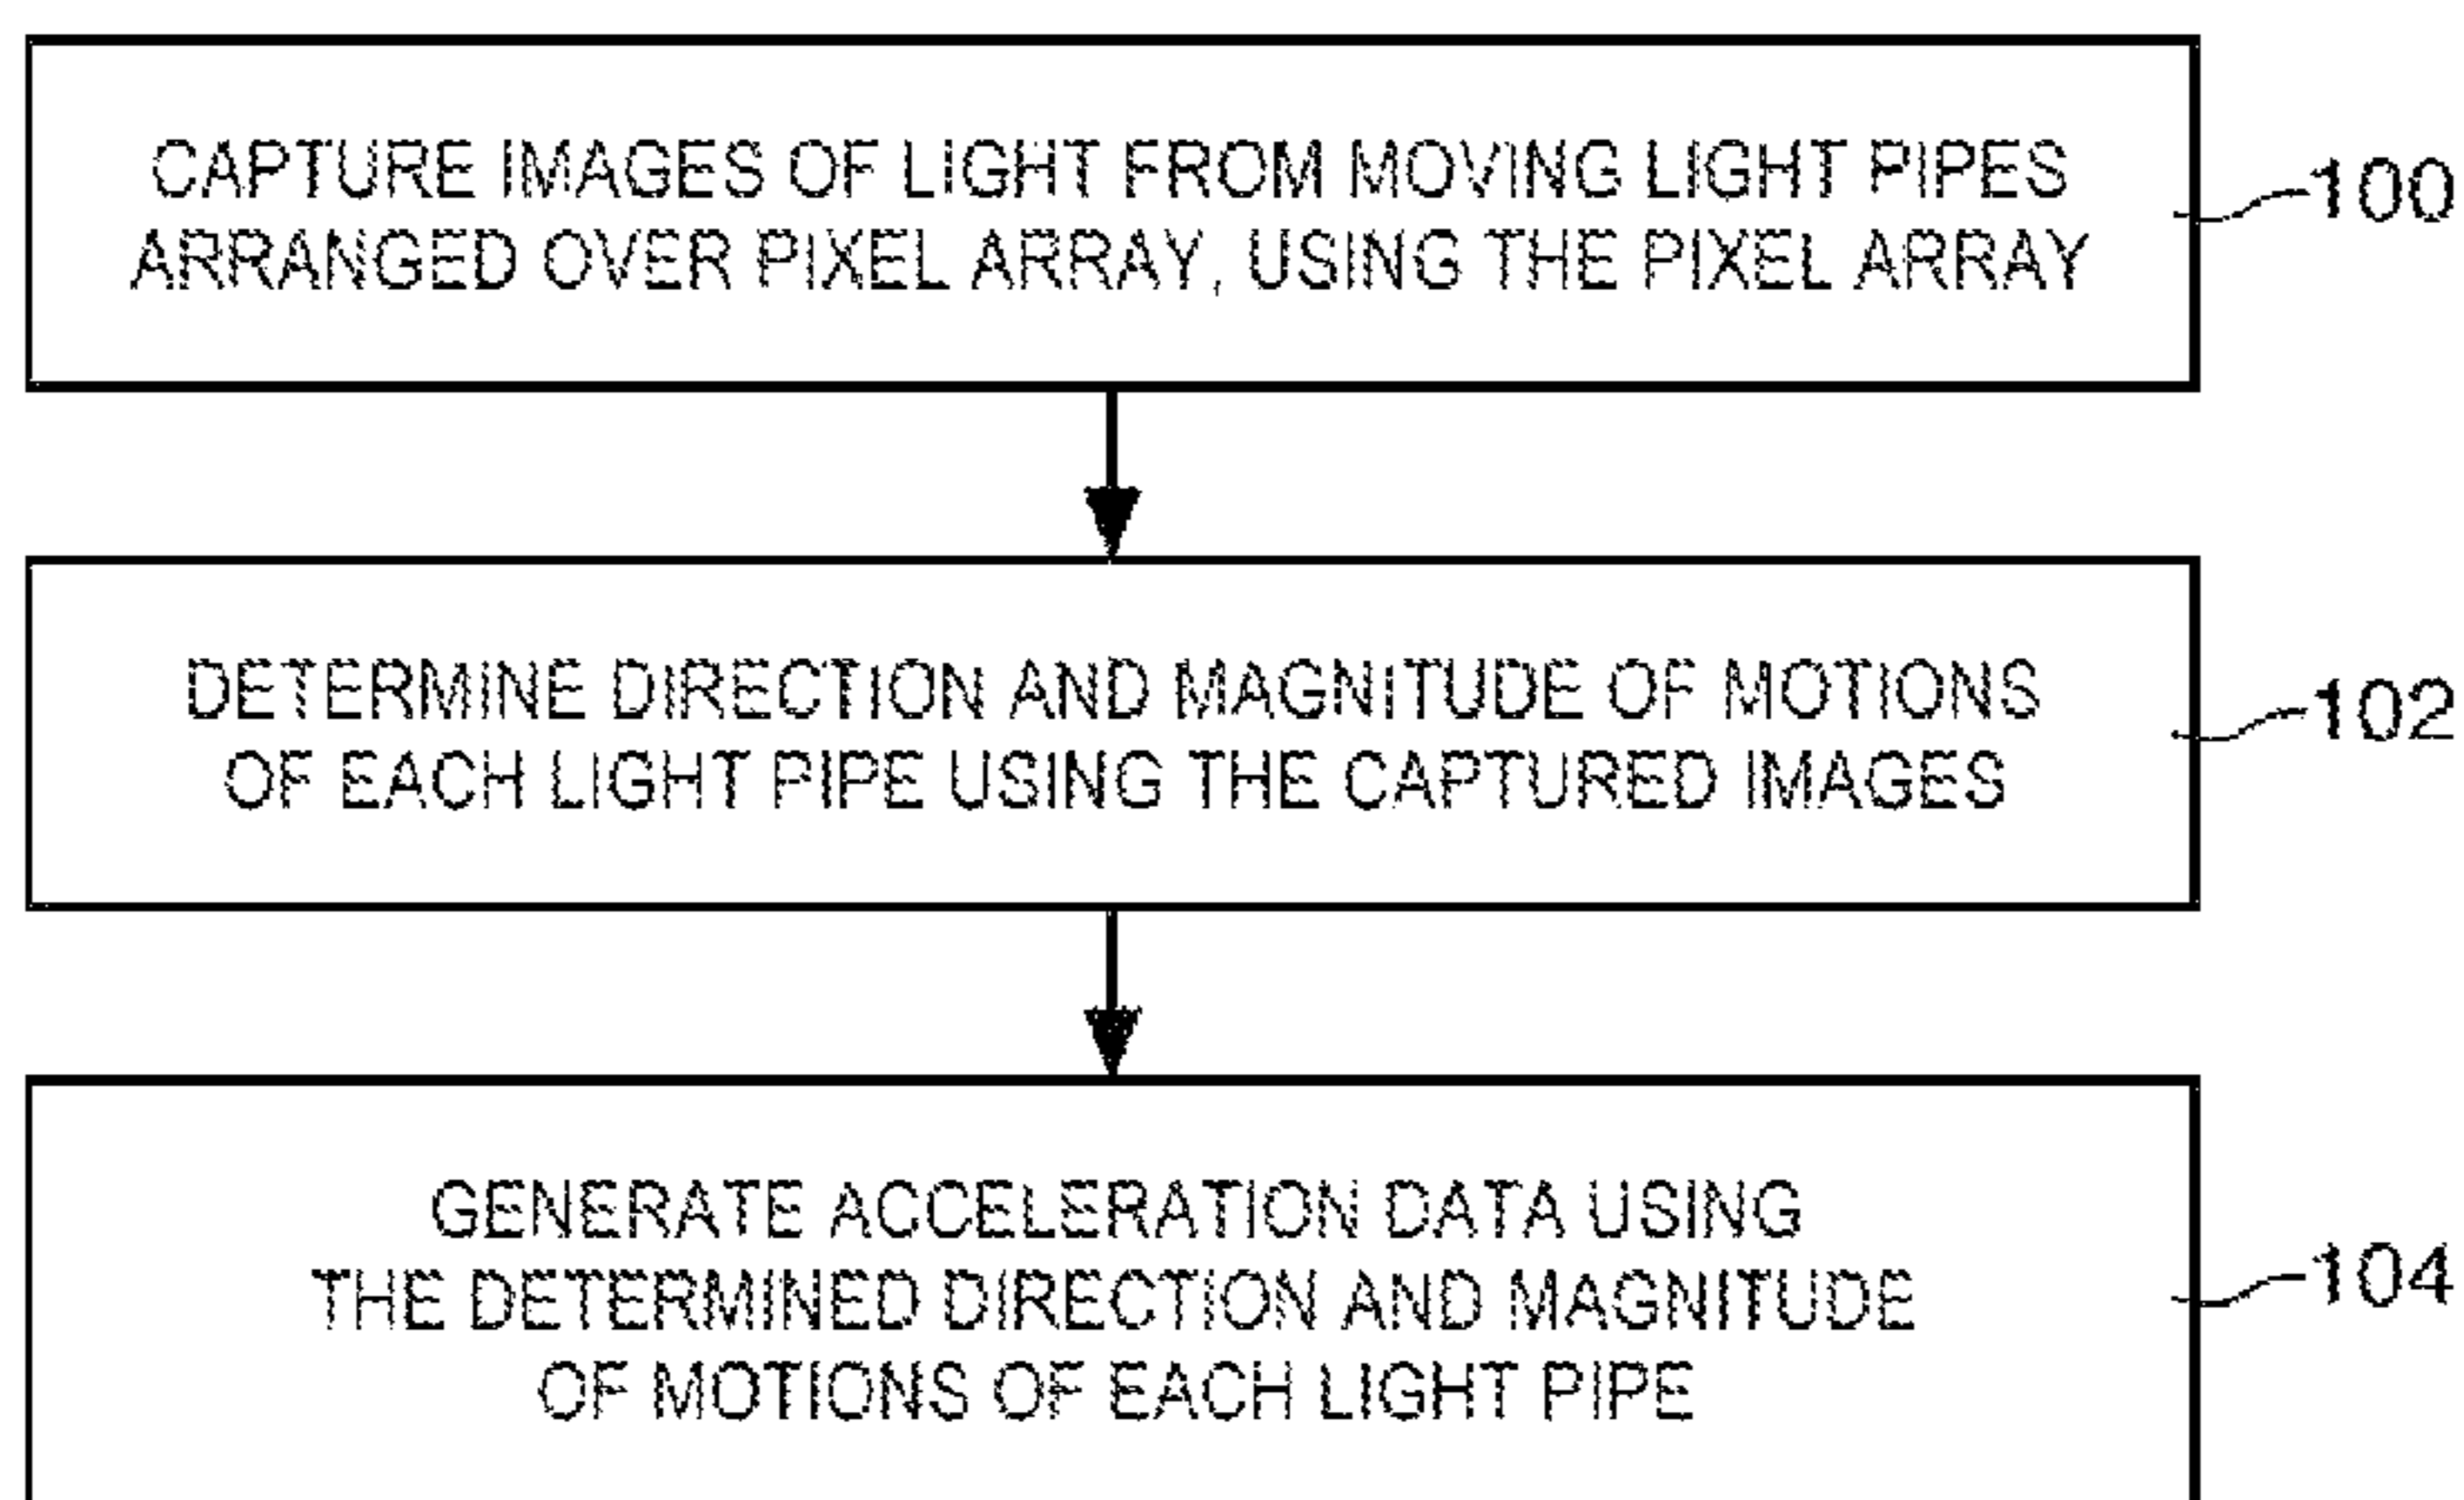 CAPTURE IMAGES OF LIGHT FROM MOVING LIGHT PIPES
ARRANGED OVER PIXEL ARRAY, USING THE PIXEL ARRAY
100
DETERMINE DIRECTION AND MAGNITUDE OF MOTIONS
OF EACH LIGHT PIPE USING THE CAPTURED IMAGES
102
GENERATE ACCELERATION DATA USING
THE DETERMINED DIRECTION AND MAGNITUDE
OF MOTIONS OF EACH LIGHT PIPE
104